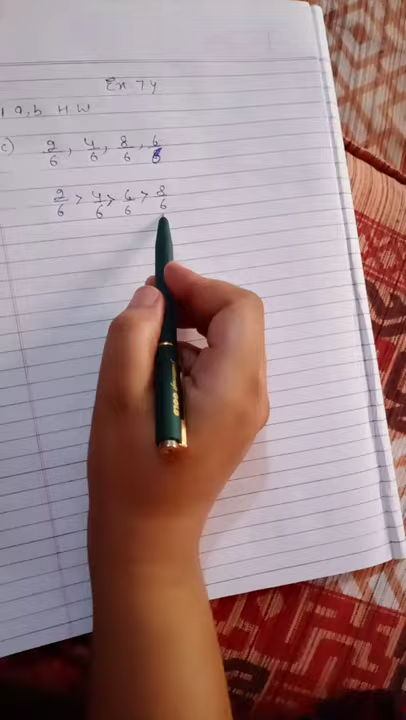 Ex 7.4
1 a, b H.W
c) 2/6, 4/6, 8/6, 6/6
2/6 > 4/6 > 6/6 > 8/6